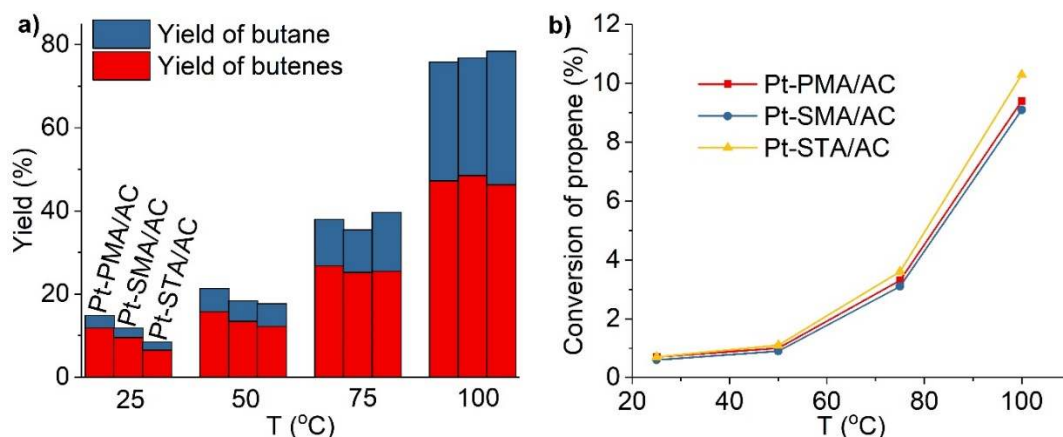 a)
Yield of butane
Yield of butenes
Yield (%)
80
60
40
20
0
Pt-PMA/AC
Pt-SMA/AC
Pt-STA/AC
25
50
75
100
T (°C)
b)
Conversion of propene (%)
12
10
8
6
4
2
0
Pt-PMA/AC
Pt-SMA/AC
Pt-STA/AC
20
40
60
80
100
T (°C)